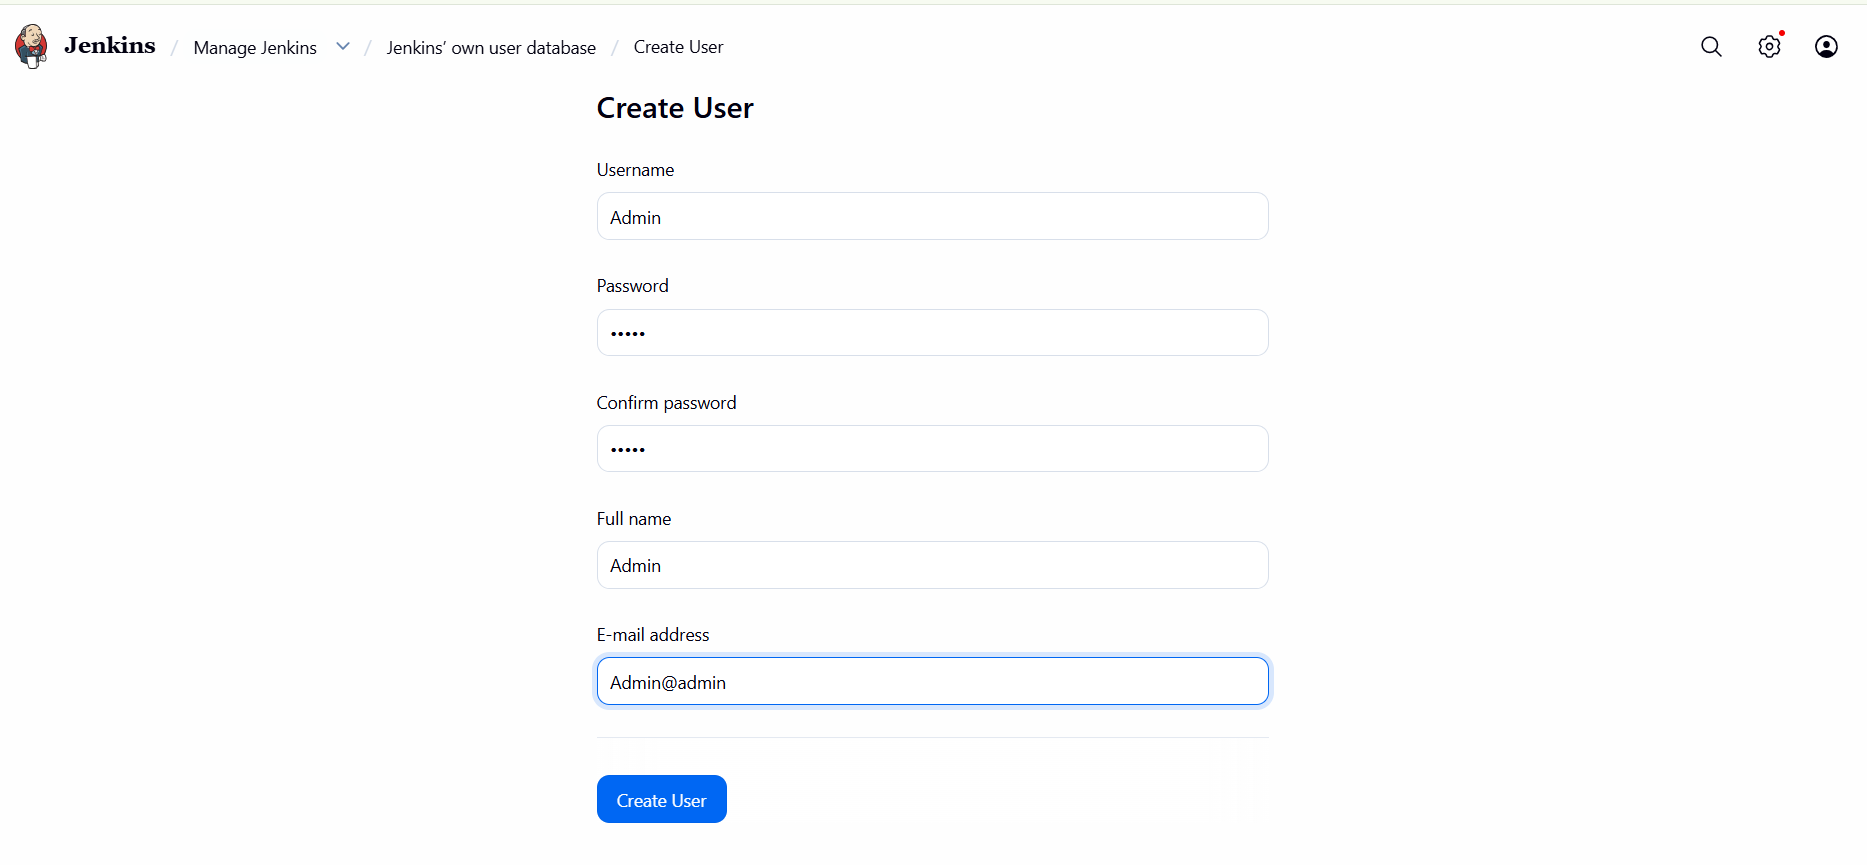 Jenkins / Manage Jenkins / Jenkins’ own user database / Create User
Create User
Username
Admin
Password
•••••
Confirm password
•••••
Full name
Admin
E-mail address
Admin@admin
Create User